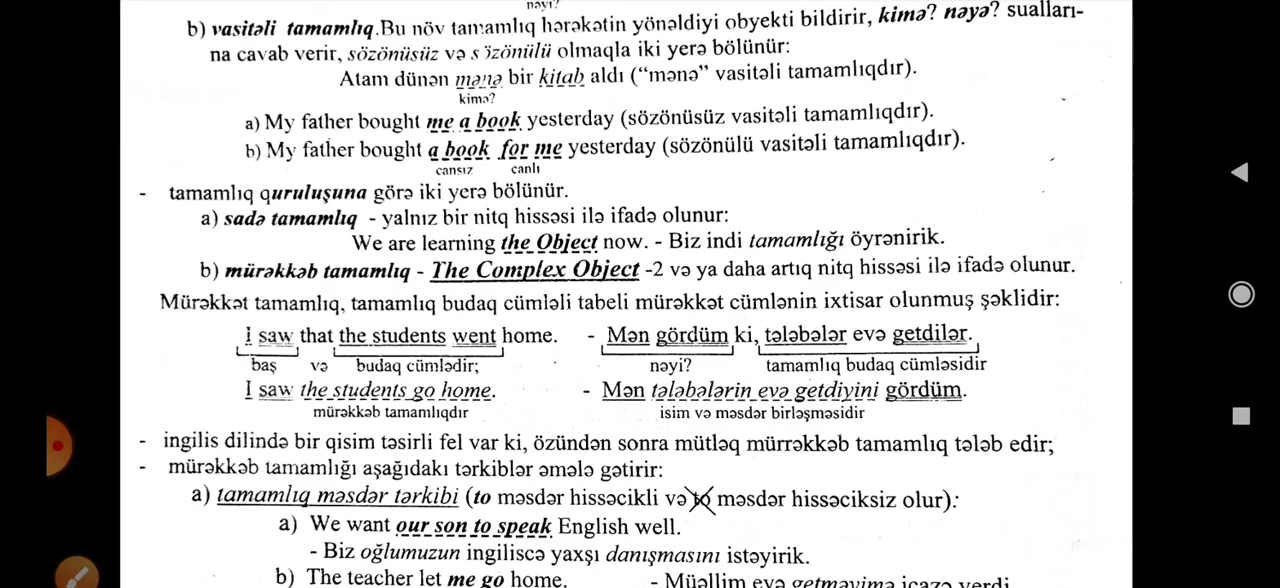 nəyi?
b) vasitəli tamamlıq.Bu növ tamamlıq hərəkətin yönəldiyi obyekti bildirir, kimə? nəyə? sualları-
na cavab verir, sözönüsüz və sözönülü olmaqla iki yerə bölünür:
Atam dünən mənə bir kitab aldı (“mənə” vasitəli tamamlıqdır).
kimə?
a) My father bought me a book yesterday (sözönüsüz vasitəli tamamlıqdır).
b) My father bought a book for me yesterday (sözönülü vasitəli tamamlıqdır).
cansız canlı
- tamamlıq quruluşuna görə iki yerə bölünür.
a) sadə tamamlıq - yalnız bir nitq hissəsi ilə ifadə olunur:
We are learning the Object now. - Biz indi tamamlığı öyrənirik.
b) mürəkkəb tamamlıq - The Complex Object -2 və ya daha artıq nitq hissəsi ilə ifadə olunur.
Mürəkkət tamamlıq, tamamlıq budaq cümləli tabeli mürəkkət cümlənin ixtisar olunmuş şəklidir:
I saw that the students went home. - Mən gördüm ki, tələbələr evə getdilər.
baş və budaq cümlədir; nəyi? tamamlıq budaq cümləsidir
I saw the students go home. - Mən tələbələrin evə getdiyini gördüm.
mürəkkəb tamamlıqdır isim və məsdər birləşməsidir
- ingilis dilində bir qisim təsirli fel var ki, özündən sonra mütləq mürrəkkəb tamamlıq tələb edir;
- mürəkkəb tamamlığı aşağıdakı tərkiblər əmələ gətirir:
a) tamamlıq məsdər tərkibi (to məsdər hissəcikli və to məsdər hissəciksiz olur):
a) We want our son to speak English well.
- Biz oğlumuzun ingiliscə yaxşı danışmasını istəyirik.
b) The teacher let me go home. - Müəllim evə getməyimə icazə verdi